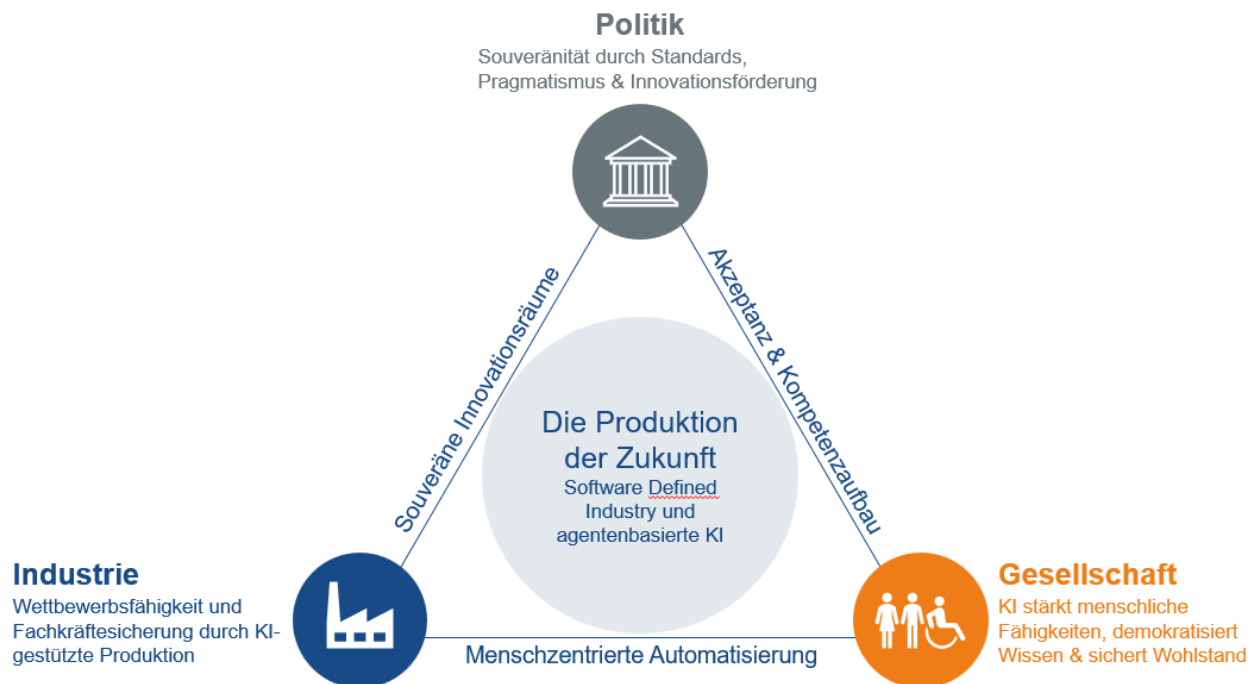 Politik
Souveränität durch Standards,
Pragmatismus & Innovationsförderung
Souveräne Innovationsräume
Akzeptanz & Kompetenzaufbau
Die Produktion
der Zukunft
Software Defined
Industry und
agentenbasierte KI
Industrie
Wettbewerbsfähigkeit und
Fachkräftesicherung durch KI-
gestützte Produktion
Menschzentrierte Automatisierung
Gesellschaft
KI stärkt menschliche
Fähigkeiten, demokratisiert
Wissen & sichert Wohlstand